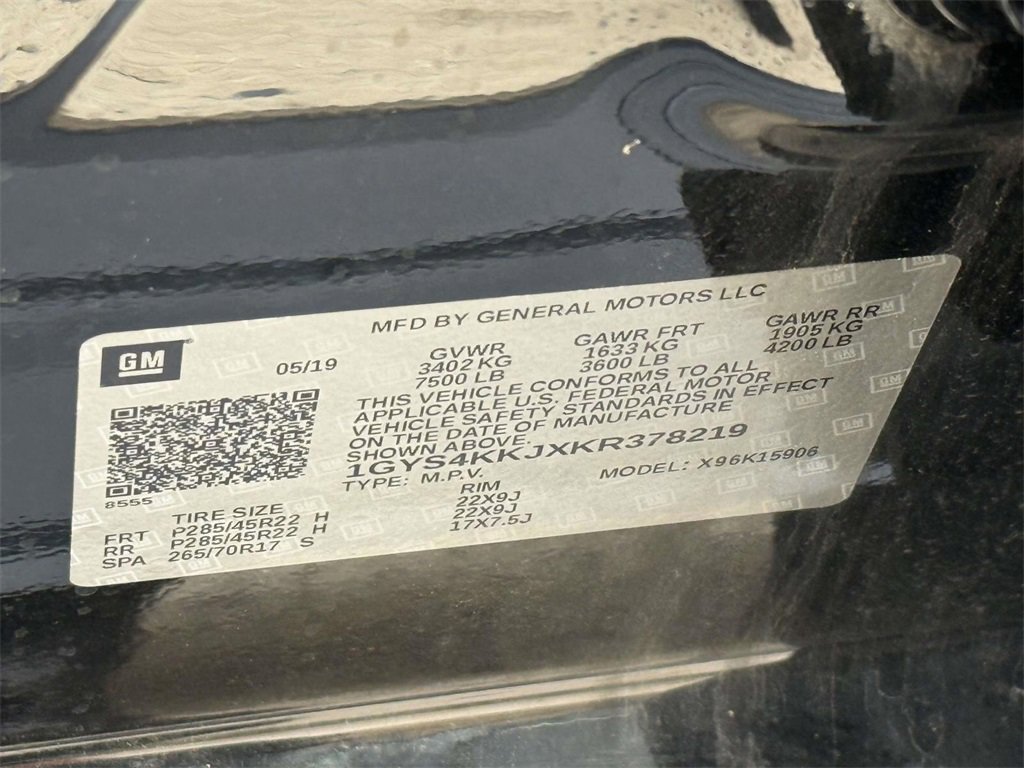 MFD BY GENERAL MOTORS LLC
GM
05/19
GVWR
3402 KG
7500 LB
GAWR FRT
1633 KG
3600 LB
GAWR RR
1905 KG
4200 LB
THIS VEHICLE CONFORMS TO ALL
APPLICABLE U.S. FEDERAL MOTOR
VEHICLE SAFETY STANDARDS IN EFFECT
ON THE DATE OF MANUFACTURE
SHOWN ABOVE.
1GYS4KKJXKR378219
TYPE: M.P.V.
MODEL: X96K15906
8555
TIRE SIZE RIM
FRT P285/45R22 H 22X9J
RR P285/45R22 H 22X9J
SPA 265/70R17 S 17X7.5J